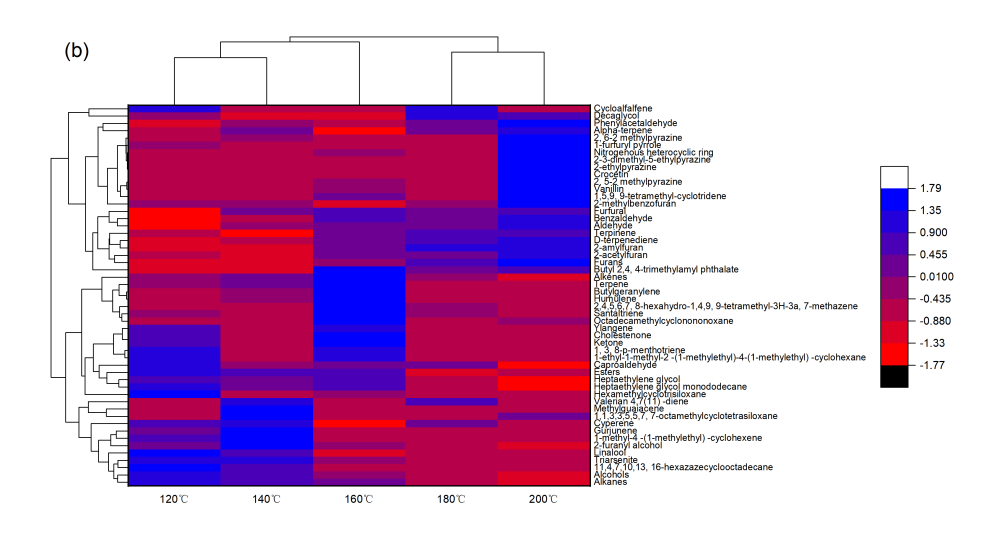 (b)
Cycloalfalfene
Decaglycol
Phenylacetaldehyde
Alpha-terpene
2, 6-2 methylpyrazine
1-furfuryl pyrrole
Nitrogenous heterocyclic ring
2-3-dimethyl-5-ethylpyrazine
2-ethylpyrazine
Crocetin
2, 5-2 methylpyrazine
Vanillin
1,5,9, 9-tetramethyl-cyclotridene
2-methylbenzofuran
Furfural
Benzaldehyde
Aldehyde
Terpinene
D-terpenediene
2-amylfuran
2-acetylfuran
Furans
Butyl 2,4, 4-trimethylamyl phthalate
Alkenes
Terpene
Butylgeranylene
Humulene
2,4,5,6,7, 8-hexahydro-1,4,9, 9-tetramethyl-3H-3a, 7-methazene
Santaltriene
Octadecamethylcyclononononoxane
Ylangene
Cholestenone
Ketone
1, 3, 8-p-menthotriene
1-ethyl-1-methyl-2 -(1-methylethyl)-4-(1-methylethyl) -cyclohexane
Caproaldehyde
Esters
Heptaethylene glycol
Heptaethylene glycol monododecane
Hexamethylcyclotrisiloxane
Valerian 4,7(11) -diene
Methylguaiacene
1,1,3,3,5,5,7, 7-octamethylcyclotetrasiloxane
Cyperene
Gurjunene
1-methyl-4 -(1-methylethyl) -cyclohexene
2-furanyl alcohol
Linalool
Triarsenite
11,4,7,10,13, 16-hexazazecyclooctadecane
Alcohols
Alkanes
120℃ 140℃ 160℃ 180℃ 200℃
1.79
1.35
0.900
0.455
0.0100
-0.435
-0.880
-1.33
-1.77